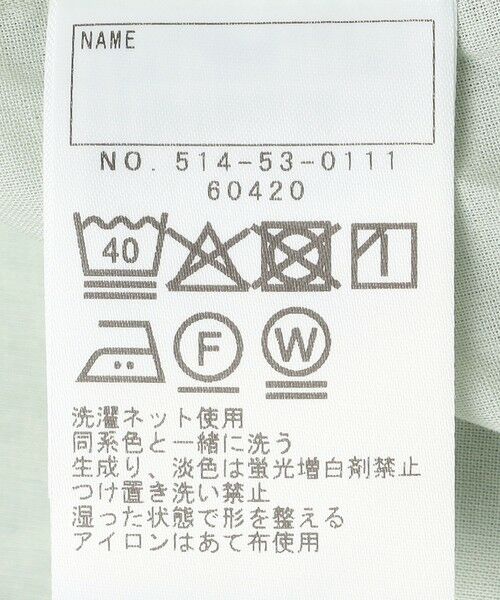 NAME
NO. 514-53-0111
60420
40
F
W
洗濯ネット使用
同系色と一緒に洗う
生成り、淡色は蛍光増白剤禁止
つけ置き洗い禁止
湿った状態で形を整える
アイロンはあて布使用